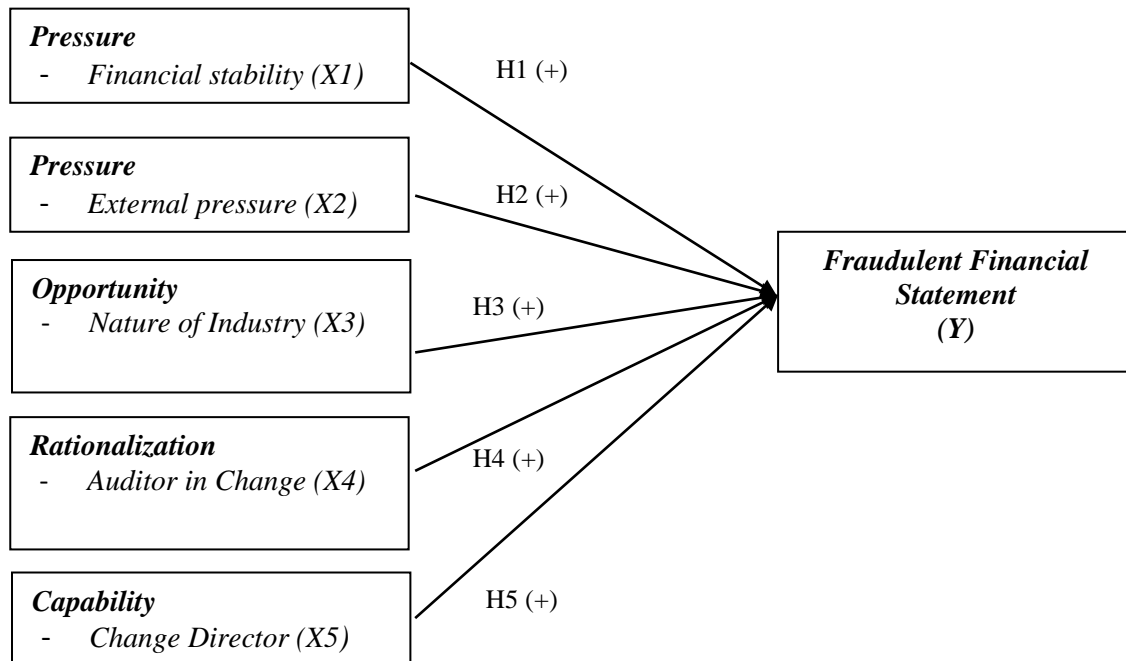 Pressure
- Financial stability (X1)
H1 (+)
Pressure
- External pressure (X2)
H2 (+)
Opportunity
- Nature of Industry (X3)
H3 (+)
Rationalization
- Auditor in Change (X4)
H4 (+)
Capability
- Change Director (X5)
H5 (+)
Fraudulent Financial
Statement
(Y)